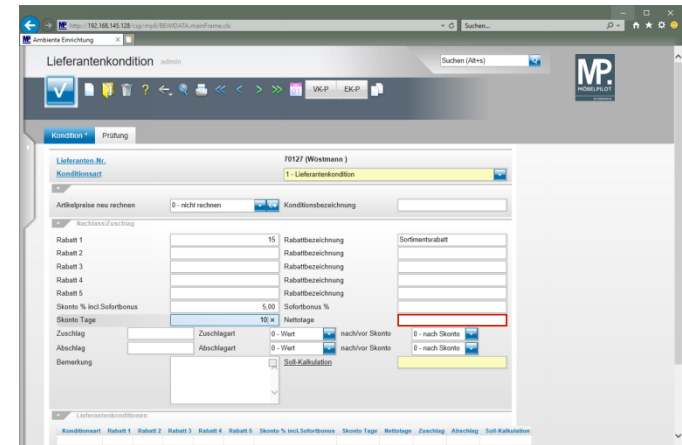 http://192.168.145.128/csp/mp6/BEWIDATA.mainFrame.cls
Suchen...
Ambiente Einrichtung
Lieferantenkondition admin
Suchen (Alt+s)
MP.
MÖBELPILOT
VK-P EK-P
Kondition * Prüfung
Lieferanten-Nr. 70127 (Wöstmann )
Konditionsart 1 - Lieferantenkondition
Artikelpreise neu rechnen 0 - nicht rechnen Konditionsbezeichnung
Nachlass/Zuschlag
Rabatt 1 15 Rabattbezeichnung Sortimentsrabatt
Rabatt 2 Rabattbezeichnung
Rabatt 3 Rabattbezeichnung
Rabatt 4 Rabattbezeichnung
Rabatt 5 Rabattbezeichnung
Skonto % incl.Sofortbonus 5,00 Sofortbonus %
Skonto Tage 10 × Nettotage
Zuschlag Zuschlagart 0 - Wert nach/vor Skonto 0 - nach Skonto
Abschlag Abschlagart 0 - Wert nach/vor Skonto 0 - nach Skonto
Bemerkung Soll-Kalkulation
Lieferantenkonditionen
Konditionsart Rabatt 1 Rabatt 2 Rabatt 3 Rabatt 4 Rabatt 5 Skonto % incl.Sofortbonus Skonto Tage Nettotage Zuschlag Abschlag Soll-Kalkulation